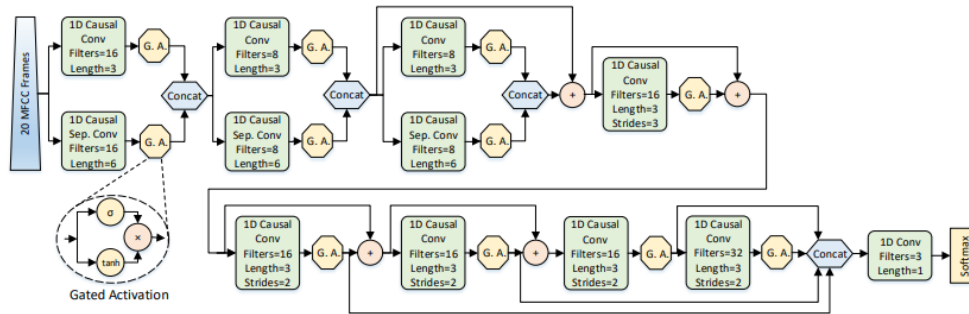 20 MFCC Frames
1D Causal
Conv
Filters=16
Length=3
G. A.
1D Causal
Sep. Conv
Filters=16
Length=6
G. A.
Concat
1D Causal
Conv
Filters=8
Length=3
G. A.
1D Causal
Sep. Conv
Filters=8
Length=6
G. A.
Concat
1D Causal
Conv
Filters=8
Length=3
G. A.
1D Causal
Sep. Conv
Filters=8
Length=6
G. A.
Concat
+
1D Causal
Conv
Filters=16
Length=3
Strides=3
G. A.
+
σ
×
tanh
Gated Activation
1D Causal
Conv
Filters=16
Length=3
Strides=2
G. A.
+
1D Causal
Conv
Filters=16
Length=3
Strides=2
G. A.
+
1D Causal
Conv
Filters=16
Length=3
Strides=2
G. A.
1D Causal
Conv
Filters=32
Length=3
Strides=2
G. A.
Concat
1D Conv
Filters=3
Length=1
Softmax